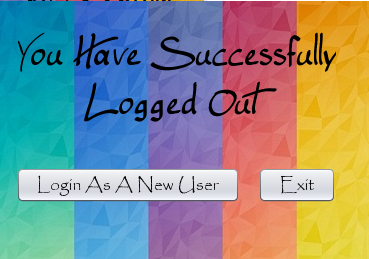 You Have Successfully
Logged Out
Login As A New User
Exit